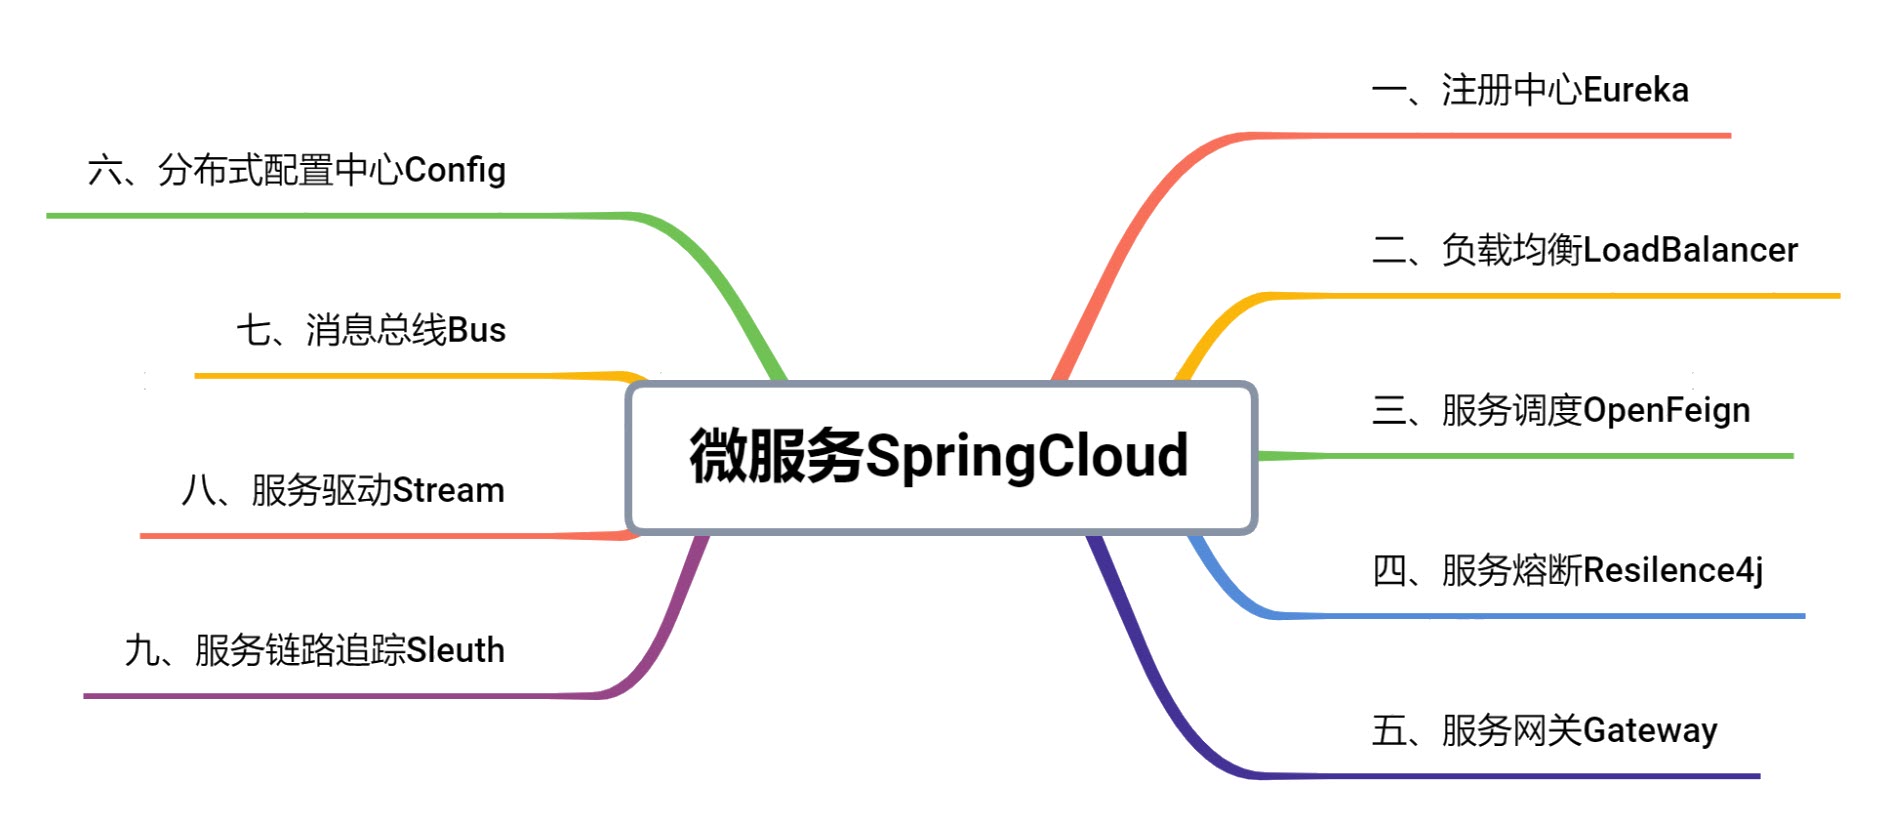 微服务SpringCloud
一、注册中心Eureka
二、负载均衡LoadBalancer
三、服务调度OpenFeign
四、服务熔断Resilence4j
五、服务网关Gateway
六、分布式配置中心Config
七、消息总线Bus
八、服务驱动Stream
九、服务链路追踪Sleuth